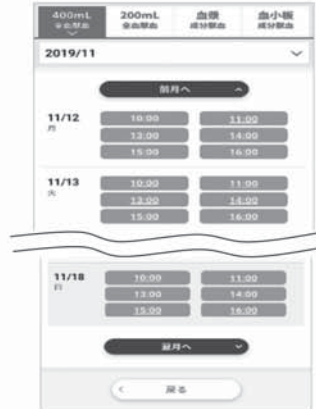 400mL 200mL 血漿 血小板
全血献血 全血献血 成分献血 成分献血
2019/11
前月へ
11/12 10:00 11:00
月 13:00 14:00
15:00 16:00
11/13 10:00 11:00
火 13:00 14:00
15:00 16:00
11/18 10:00 11:00
日 13:00 14:00
15:00 16:00
翌月へ
戻る